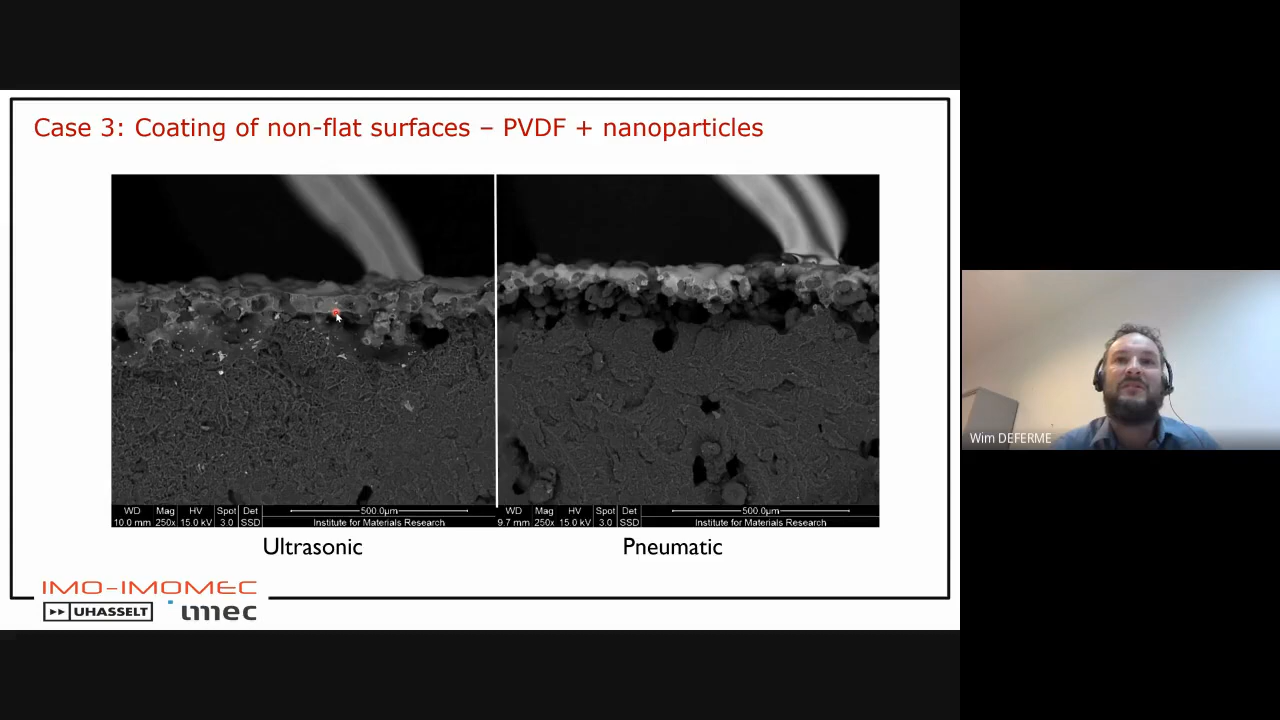 Case 3: Coating of non-flat surfaces – PVDF + nanoparticles
WD Mag HV Spot Det 500.0µm
10.0 mm 250x 15.0 kV 3.0 SSD Institute for Materials Research
WD Mag HV Spot Det 500.0µm
9.7 mm 250x 15.0 kV 3.0 SSD Institute for Materials Research
Ultrasonic
Pneumatic
IMO-IMOMEC
UHASSELT
imec
Wim DEFERME